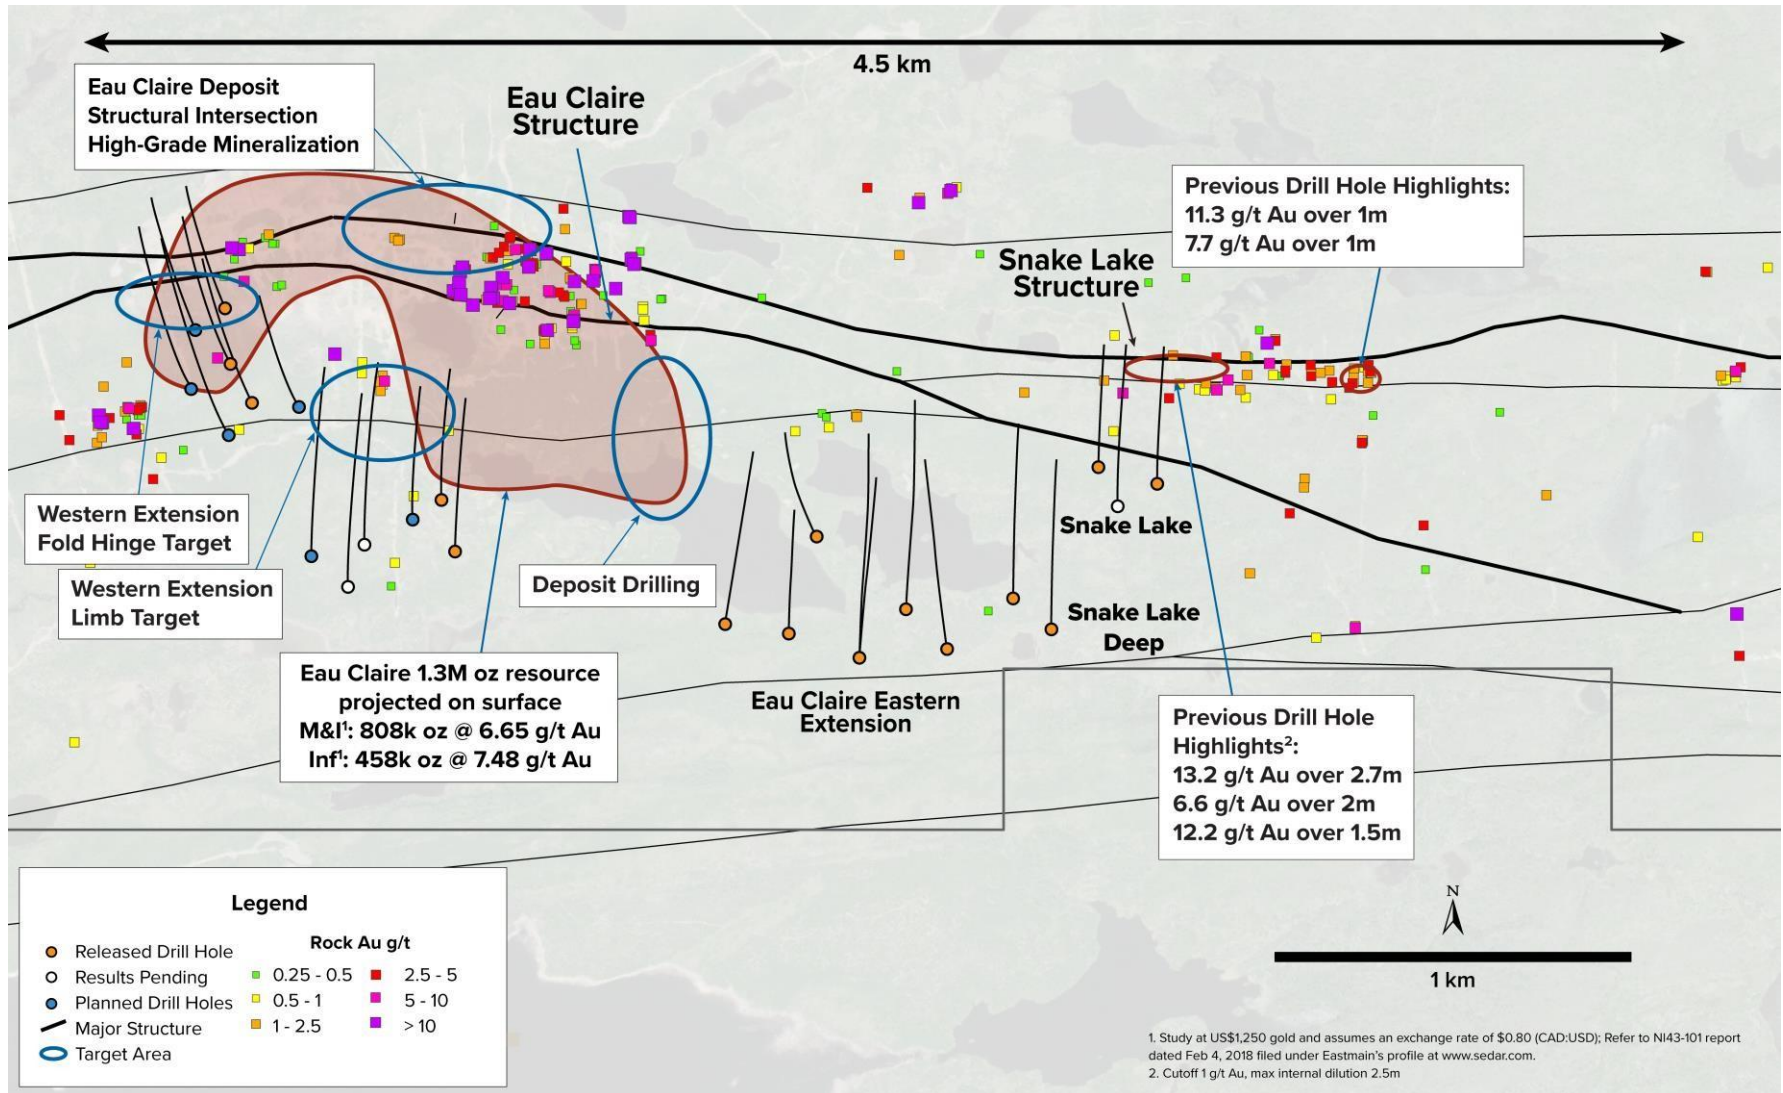 4.5 km
Eau Claire Deposit
Structural Intersection
High-Grade Mineralization
Eau Claire
Structure
Previous Drill Hole Highlights:
11.3 g/t Au over 1m
7.7 g/t Au over 1m
Snake Lake
Structure
Western Extension
Fold Hinge Target
Western Extension
Limb Target
Deposit Drilling
Snake Lake
Snake Lake
Deep
Eau Claire 1.3M oz resource
projected on surface
M&I¹: 808k oz @ 6.65 g/t Au
Inf¹: 458k oz @ 7.48 g/t Au
Eau Claire Eastern
Extension
Previous Drill Hole
Highlights²:
13.2 g/t Au over 2.7m
6.6 g/t Au over 2m
12.2 g/t Au over 1.5m
Legend
Released Drill Hole
Results Pending
Planned Drill Holes
Major Structure
Target Area
Rock Au g/t
0.25 - 0.5
0.5 - 1
1 - 2.5
2.5 - 5
5 - 10
> 10
N
1 km
1. Study at US$1,250 gold and assumes an exchange rate of $0.80 (CAD:USD); Refer to NI43-101 report
dated Feb 4, 2018 filed under Eastmain's profile at www.sedar.com.
2. Cutoff 1 g/t Au, max internal dilution 2.5m